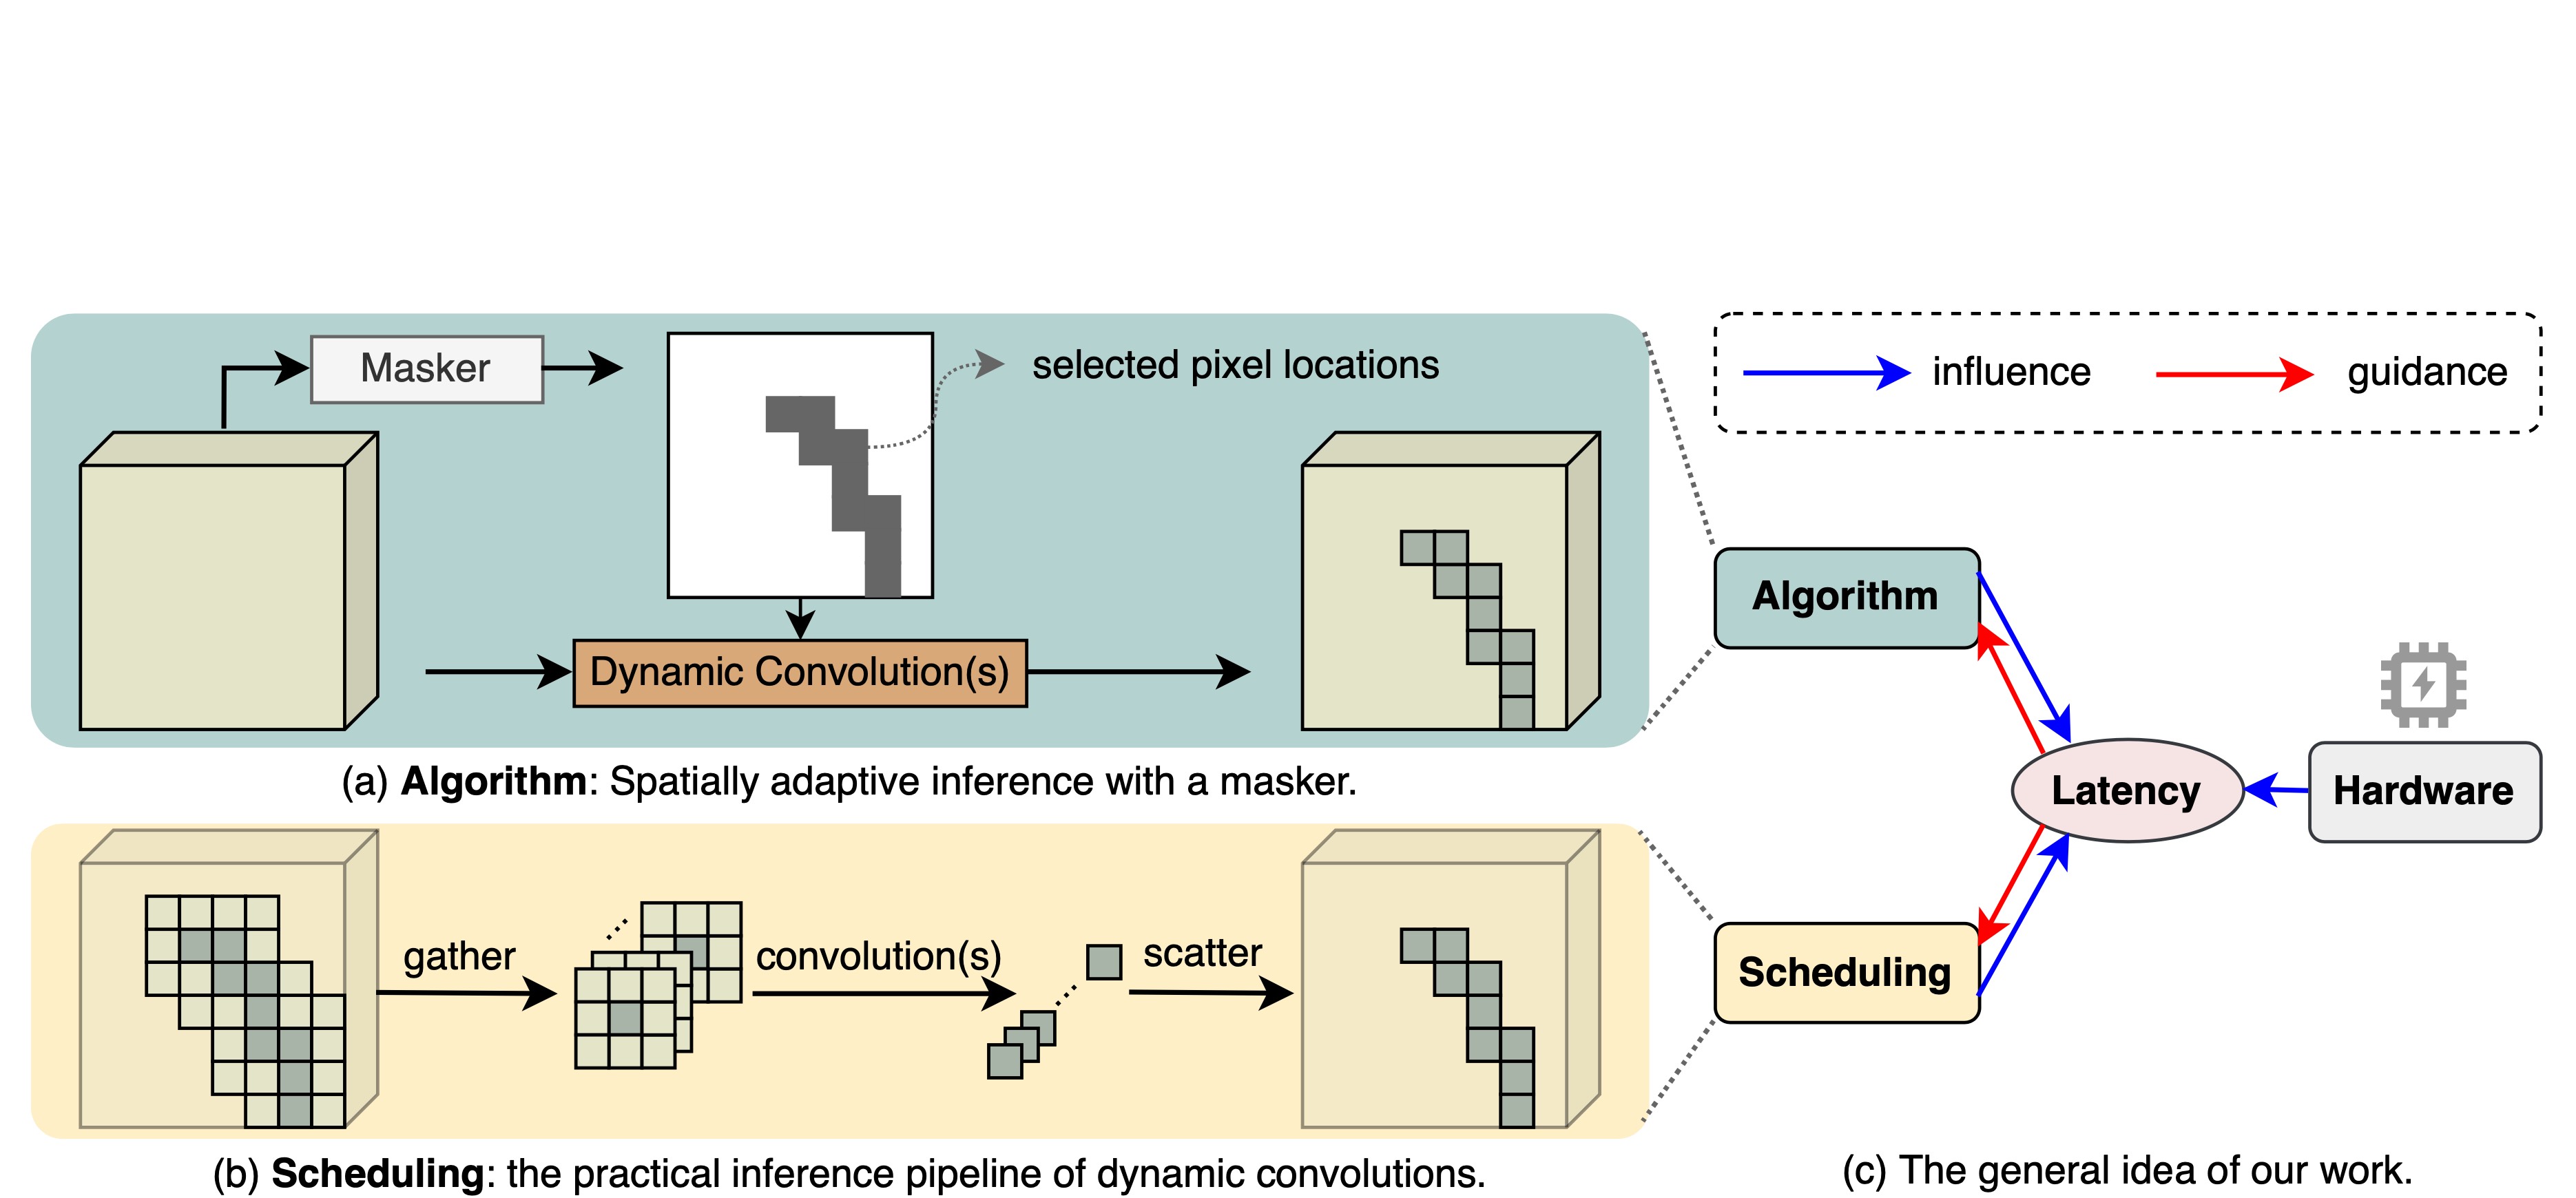 Masker
selected pixel locations
Dynamic Convolution(s)
(a) Algorithm: Spatially adaptive inference with a masker.
gather
convolution(s)
scatter
(b) Scheduling: the practical inference pipeline of dynamic convolutions.
influence
guidance
Algorithm
Latency
Hardware
Scheduling
(c) The general idea of our work.